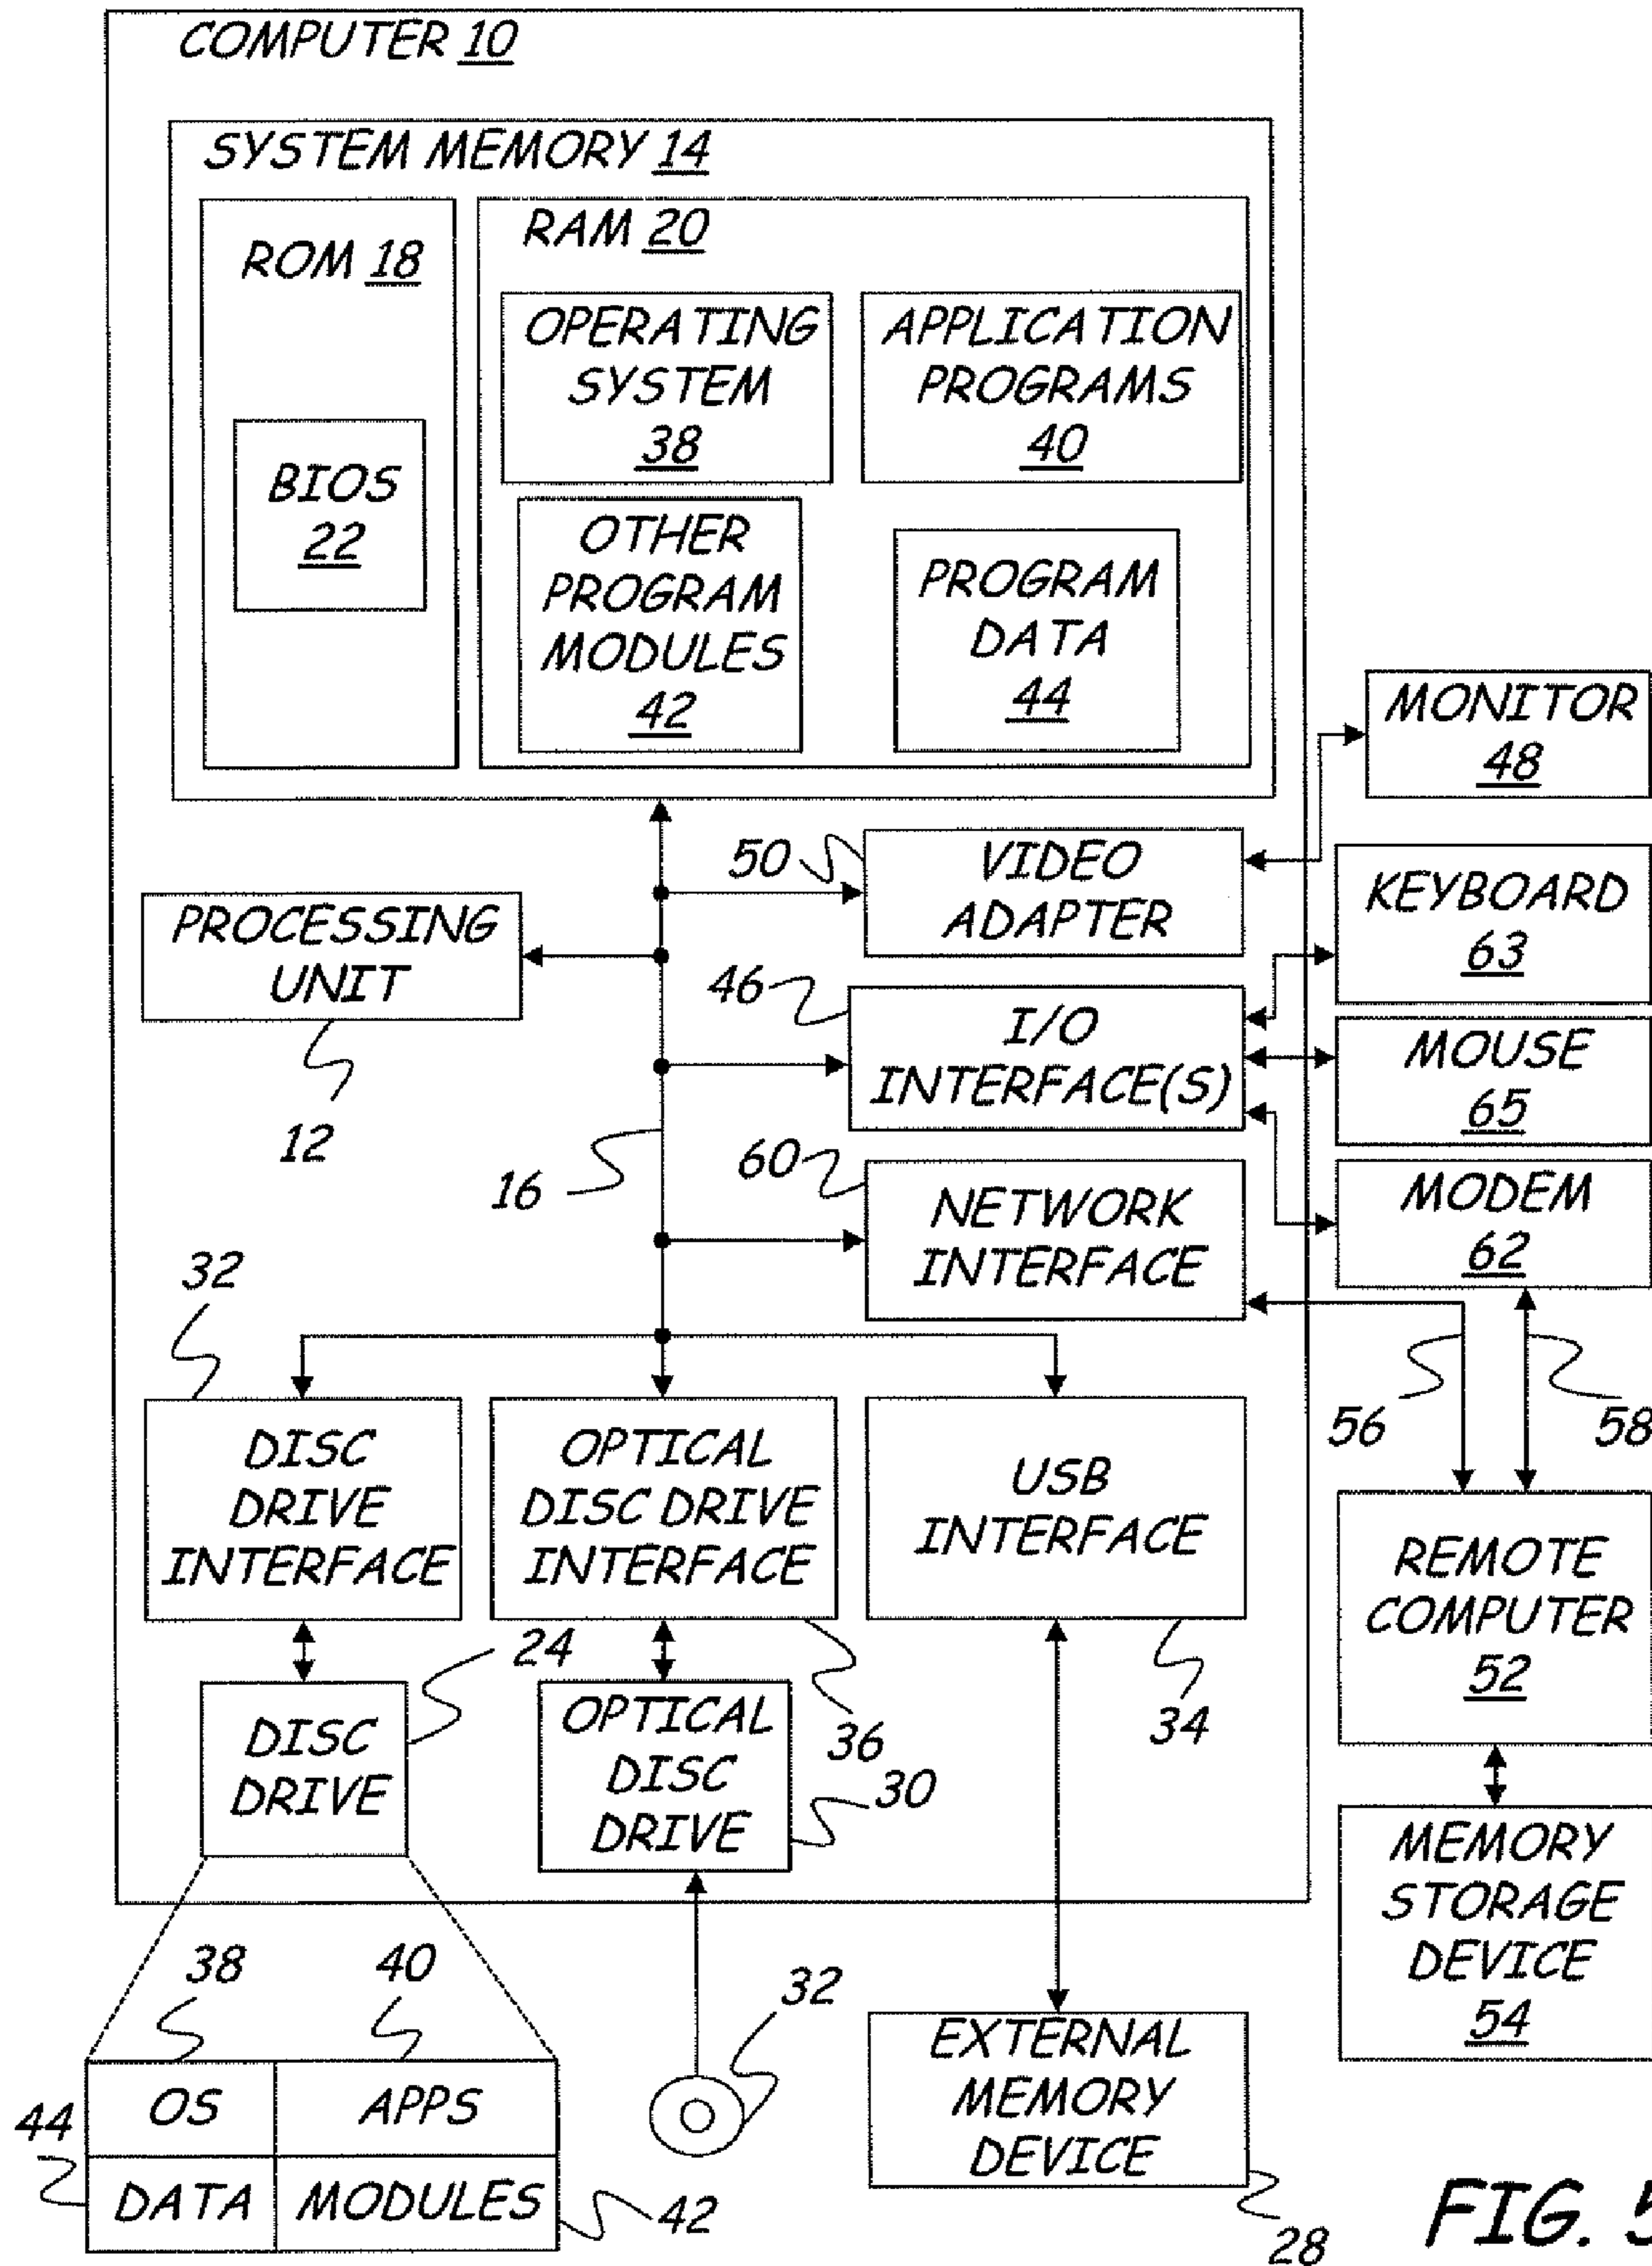 COMPUTER 10
SYSTEM MEMORY 14
ROM 18
BIOS
22
RAM 20
OPERATING
SYSTEM
38
APPLICATION
PROGRAMS
40
OTHER
PROGRAM
MODULES
42
PROGRAM
DATA
44
MONITOR
48
50
VIDEO
ADAPTER
KEYBOARD
63
PROCESSING
UNIT
12
46
I/O
INTERFACE(S)
MOUSE
65
16
60
NETWORK
INTERFACE
MODEM
62
32
56
58
DISC
DRIVE
INTERFACE
OPTICAL
DISC DRIVE
INTERFACE
USB
INTERFACE
REMOTE
COMPUTER
52
24
36
34
DISC
DRIVE
OPTICAL
DISC
DRIVE
30
MEMORY
STORAGE
DEVICE
54
38
40
32
OS
APPS
44
DATA
MODULES
42
EXTERNAL
MEMORY
DEVICE
28
FIG. 5